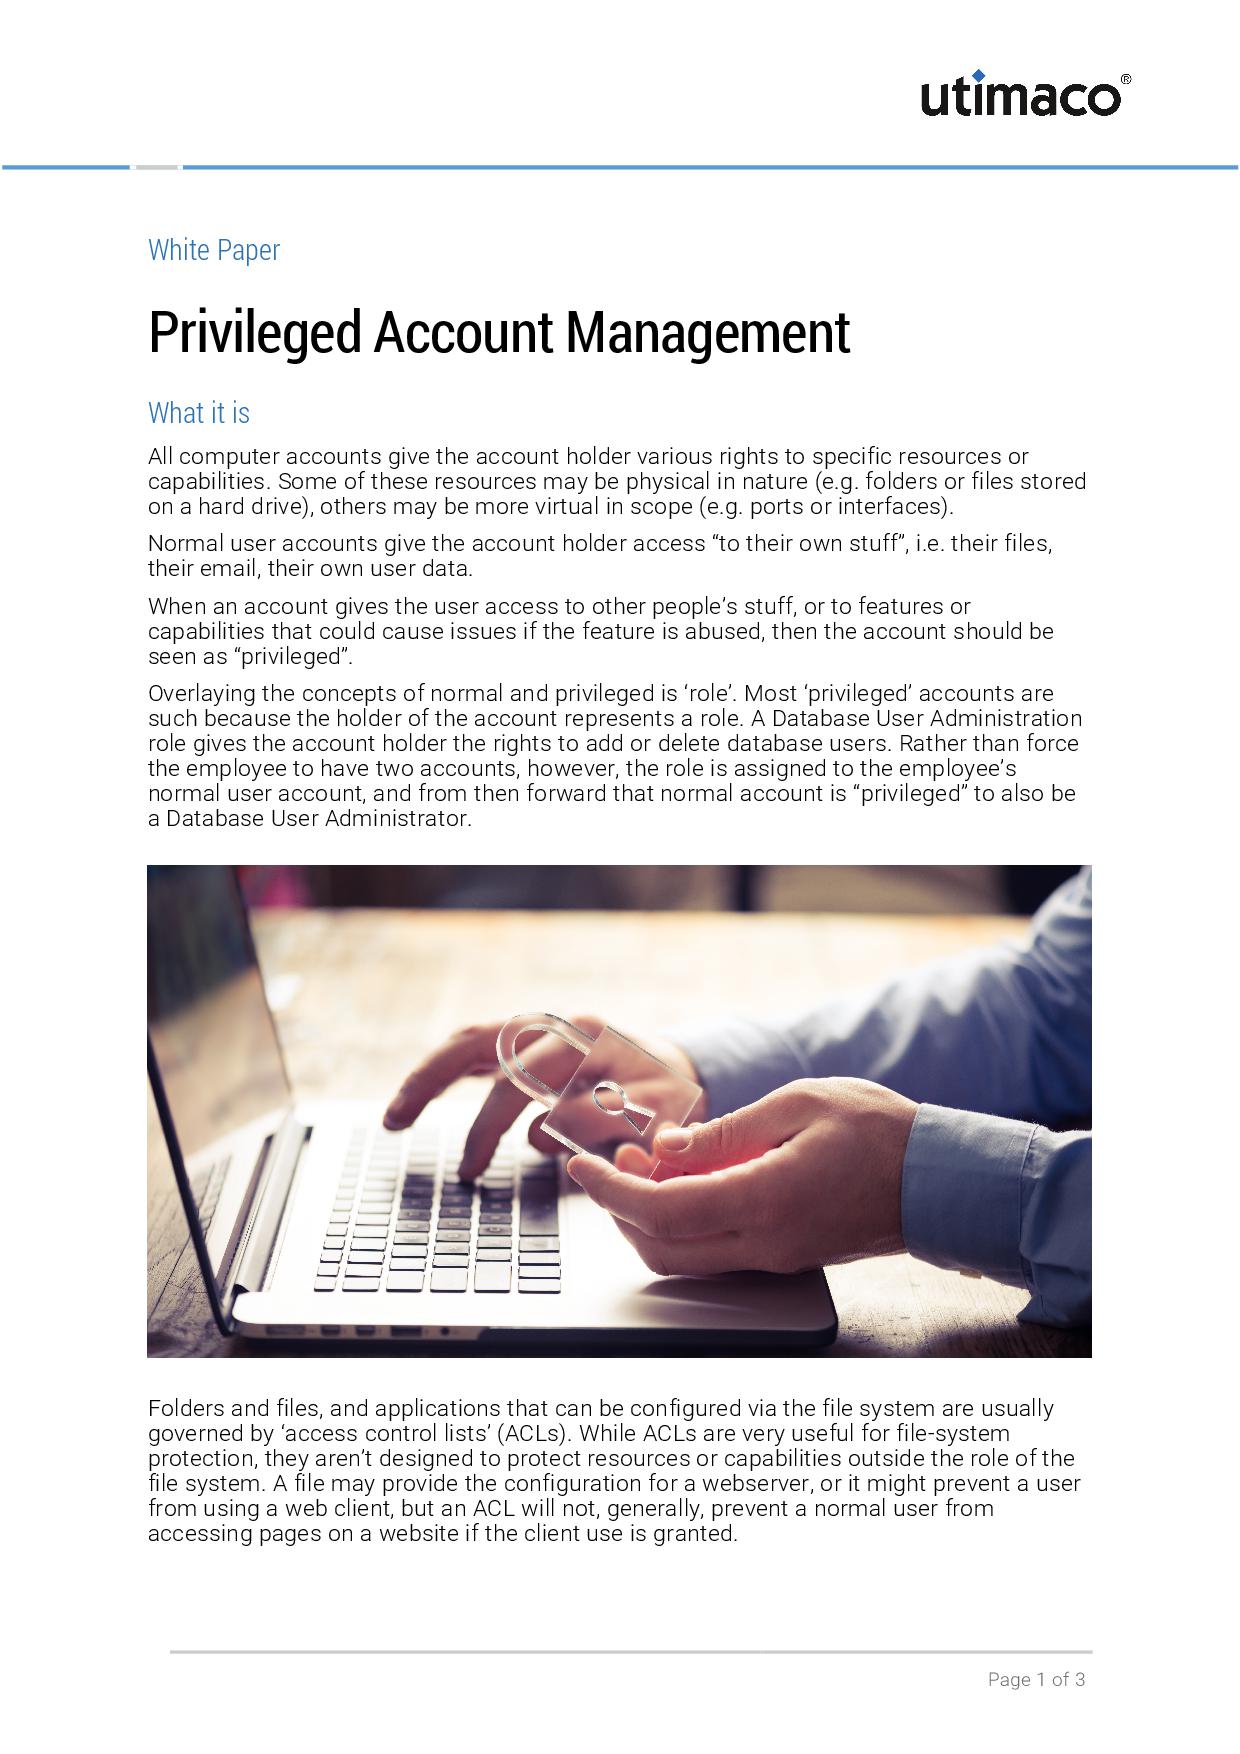 utimaco®
White Paper
Privileged Account Management
What it is
All computer accounts give the account holder various rights to specific resources or
capabilities. Some of these resources may be physical in nature (e.g. folders or files stored
on a hard drive), others may be more virtual in scope (e.g. ports or interfaces).
Normal user accounts give the account holder access “to their own stuff”, i.e. their files,
their email, their own user data.
When an account gives the user access to other people’s stuff, or to features or
capabilities that could cause issues if the feature is abused, then the account should be
seen as “privileged”.
Overlaying the concepts of normal and privileged is ‘role’. Most ‘privileged’ accounts are
such because the holder of the account represents a role. A Database User Administration
role gives the account holder the rights to add or delete database users. Rather than force
the employee to have two accounts, however, the role is assigned to the employee’s
normal user account, and from then forward that normal account is “privileged” to also be
a Database User Administrator.
Folders and files, and applications that can be configured via the file system are usually
governed by ‘access control lists’ (ACLs). While ACLs are very useful for file-system
protection, they aren’t designed to protect resources or capabilities outside the role of the
file system. A file may provide the configuration for a webserver, or it might prevent a user
from using a web client, but an ACL will not, generally, prevent a normal user from
accessing pages on a website if the client use is granted.
Page 1 of 3